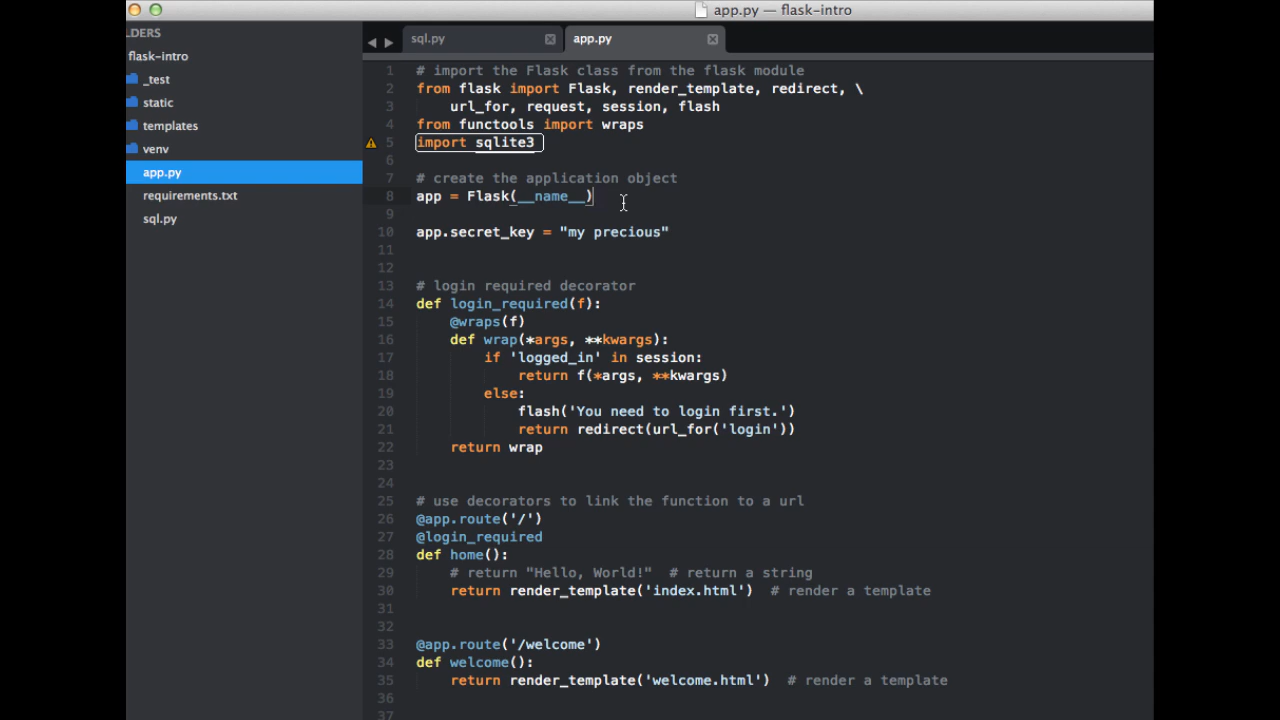 app.py — flask-intro
LDERS
flask-intro
_test
static
templates
venv
app.py
requirements.txt
sql.py
sql.py
app.py
1 # import the Flask class from the flask module
2 from flask import Flask, render_template, redirect, \
3     url_for, request, session, flash
4 from functools import wraps
5 import sqlite3
6
7 # create the application object
8 app = Flask(__name__)
9
10 app.secret_key = "my precious"
11
12
13 # login required decorator
14 def login_required(f):
15     @wraps(f)
16     def wrap(*args, **kwargs):
17         if 'logged_in' in session:
18             return f(*args, **kwargs)
19         else:
20             flash('You need to login first.')
21             return redirect(url_for('login'))
22     return wrap
23
24
25 # use decorators to link the function to a url
26 @app.route('/')
27 @login_required
28 def home():
29     # return "Hello, World!"  # return a string
30     return render_template('index.html')  # render a template
31
32
33 @app.route('/welcome')
34 def welcome():
35     return render_template('welcome.html')  # render a template
36
37